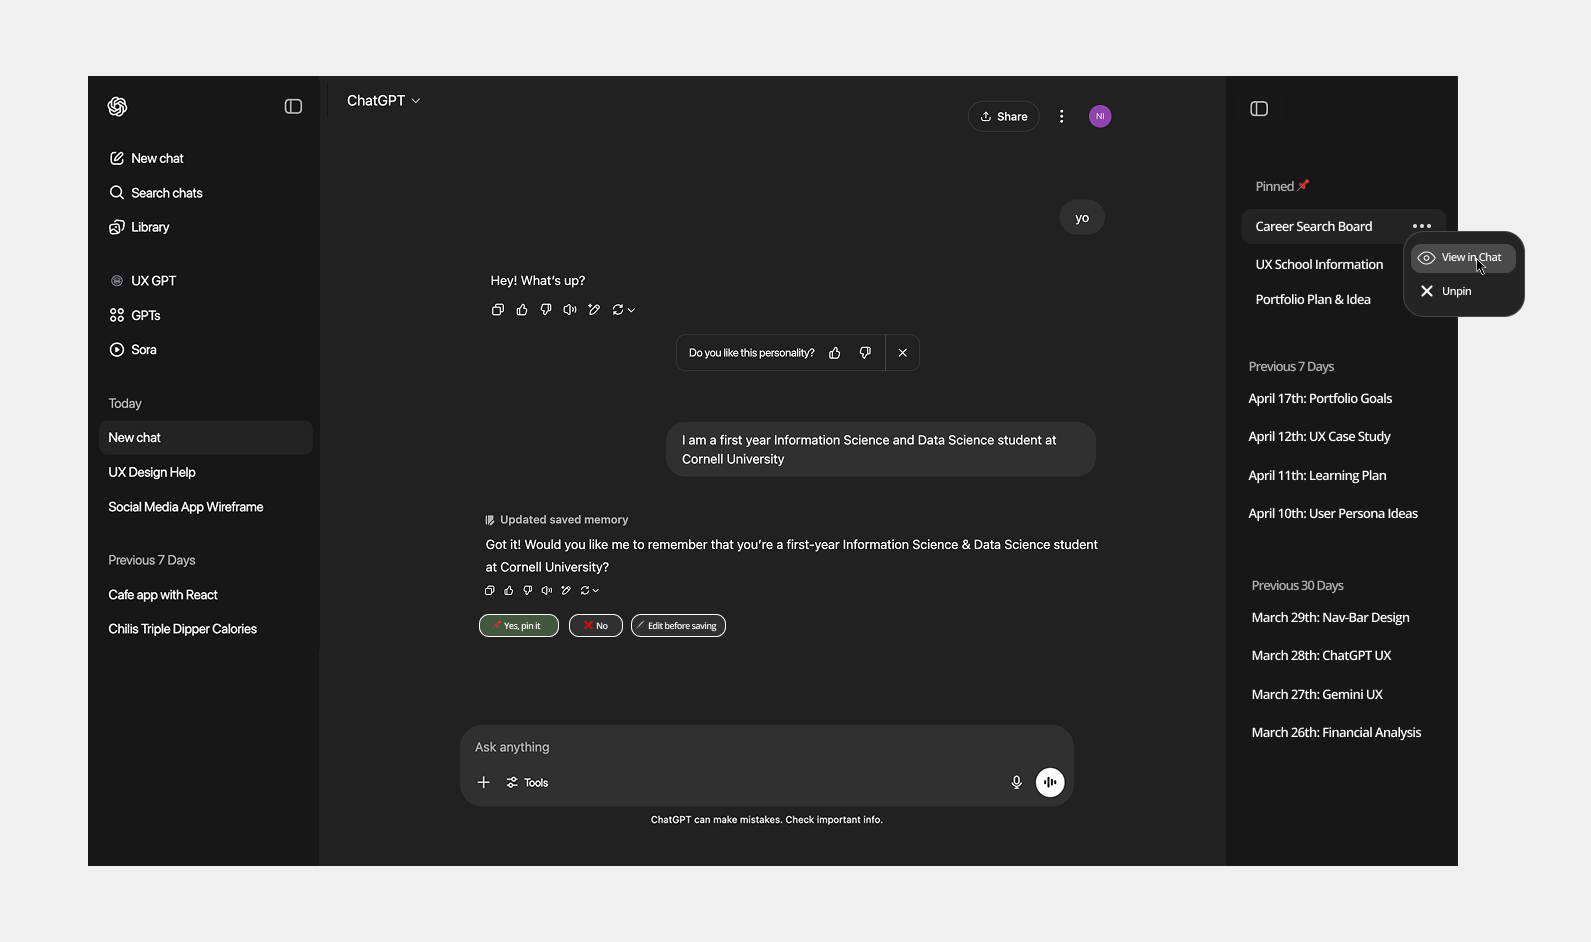 New chat
Search chats
Library
UX GPT
GPTs
Sora
Today
New chat
UX Design Help
Social Media App Wireframe
Previous 7 Days
Cafe app with React
Chilis Triple Dipper Calories
ChatGPT
Share
NI
yo
Hey! What's up?
Do you like this personality?
I am a first year Information Science and Data Science student at
Cornell University
Updated saved memory
Got it! Would you like me to remember that you're a first-year Information Science & Data Science student
at Cornell University?
Yes, pin it
No
Edit before saving
Ask anything
Tools
ChatGPT can make mistakes. Check important info.
Pinned
Career Search Board
UX School Information
Portfolio Plan & Idea
View in Chat
Unpin
Previous 7 Days
April 17th: Portfolio Goals
April 12th: UX Case Study
April 11th: Learning Plan
April 10th: User Persona Ideas
Previous 30 Days
March 29th: Nav-Bar Design
March 28th: ChatGPT UX
March 27th: Gemini UX
March 26th: Financial Analysis